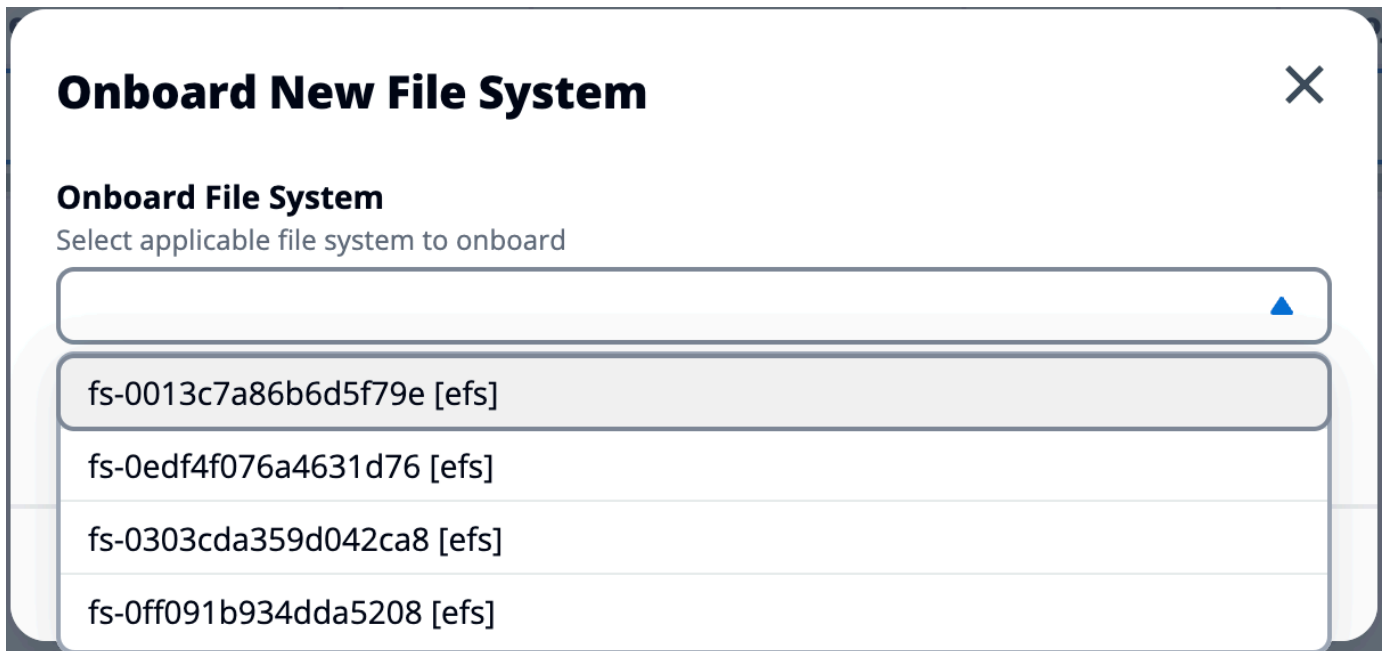 Onboard New File System
Onboard File System
Select applicable file system to onboard
fs-0013c7a86b6d5f79e [efs]
fs-0edf4f076a4631d76 [efs]
fs-0303cda359d042ca8 [efs]
fs-0ff091b934dda5208 [efs]